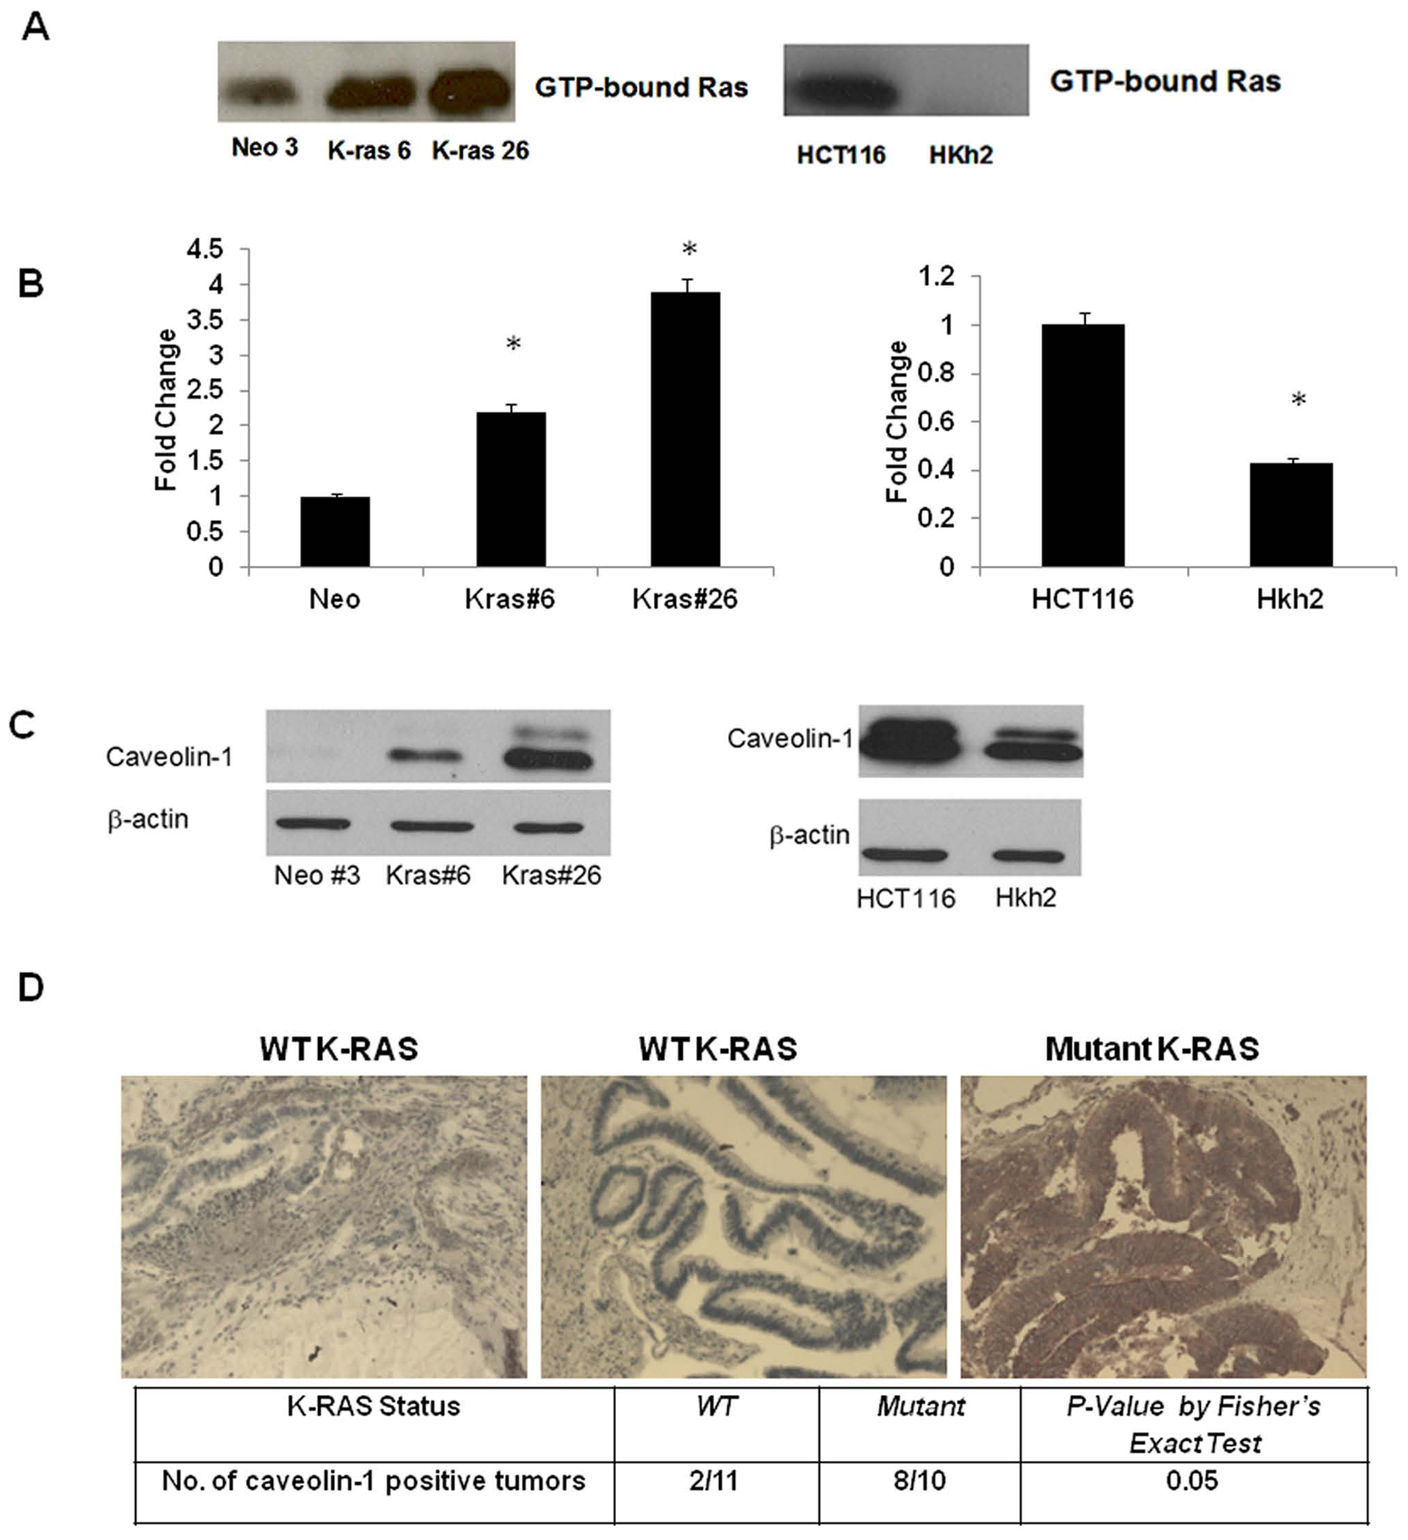 A
GTP-bound Ras
Neo 3 K-ras 6 K-ras 26
GTP-bound Ras
HCT116 HKh2
B
Fold Change
4.5
4
3.5
3
2.5
2
1.5
1
0.5
0
*
*
Neo Kras#6 Kras#26
Fold Change
1.2
1
0.8
0.6
0.4
0.2
0
*
HCT116 Hkh2
C
Caveolin-1
β-actin
Neo #3 Kras#6 Kras#26
Caveolin-1
β-actin
HCT116 Hkh2
D
WT K-RAS WT K-RAS Mutant K-RAS
K-RAS Status WT Mutant P-Value by Fisher's
Exact Test
No. of caveolin-1 positive tumors 2/11 8/10 0.05